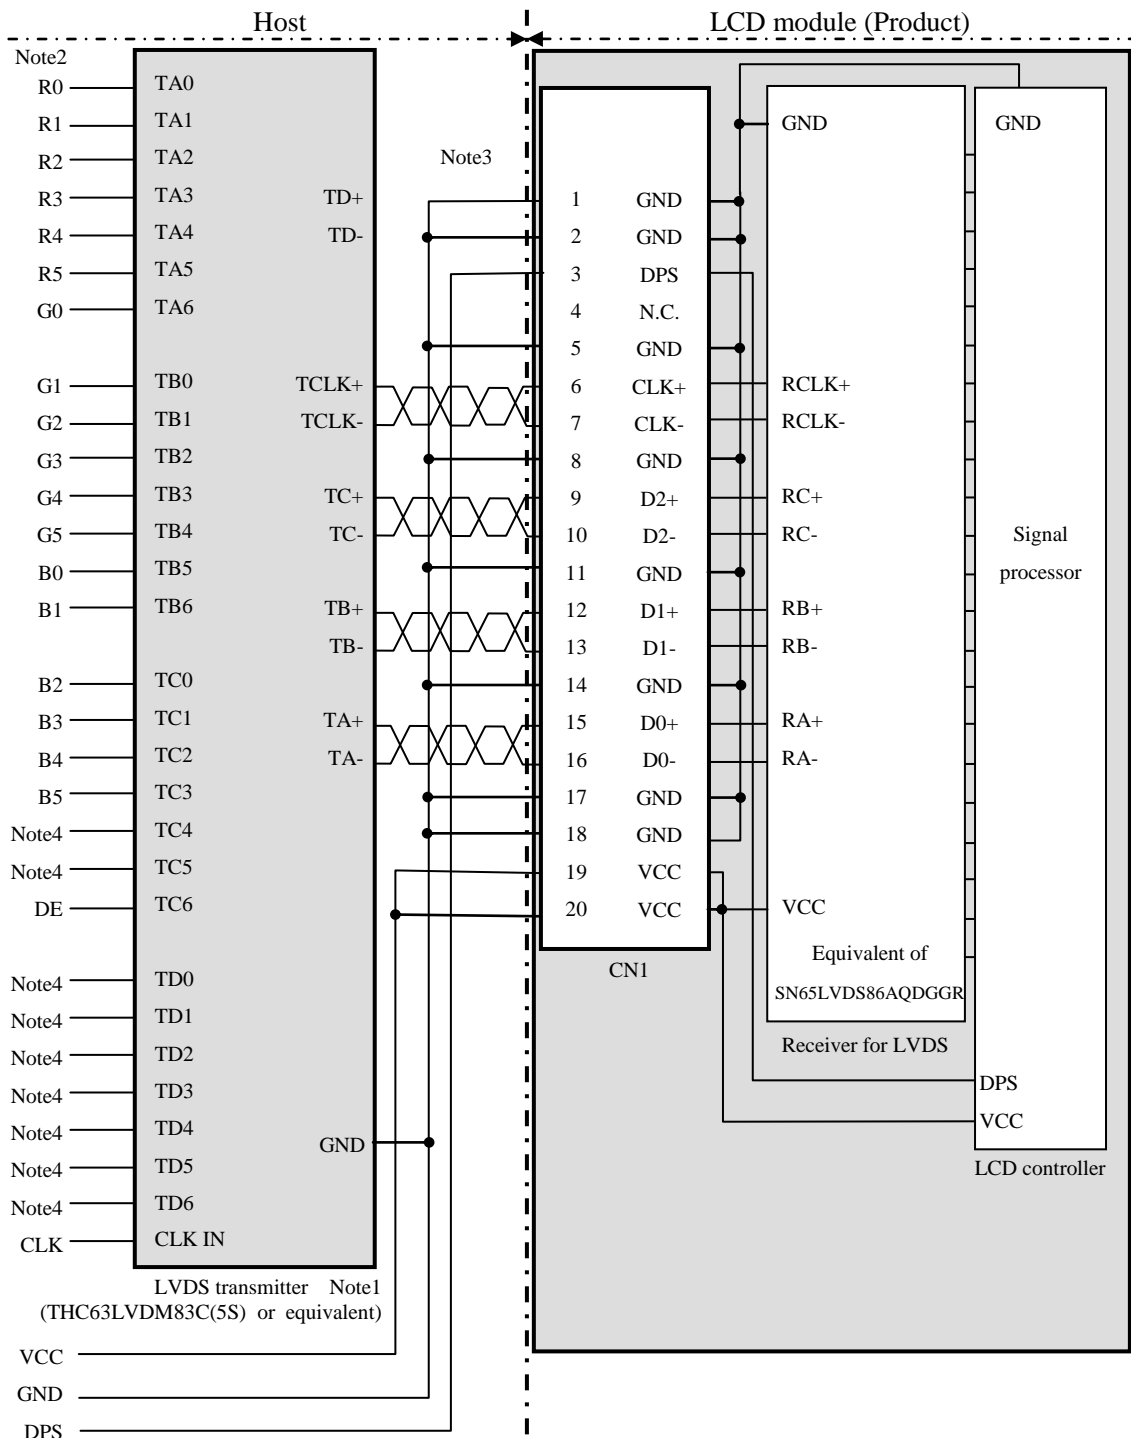 Host
LCD module (Product)
Note2
R0 TA0
R1 TA1
R2 TA2
R3 TA3 TD+
R4 TA4 TD-
R5 TA5
G0 TA6
G1 TB0 TCLK+
G2 TB1 TCLK-
G3 TB2
G4 TB3 TC+
G5 TB4 TC-
B0 TB5
B1 TB6 TB+
TB-
B2 TC0
B3 TC1 TA+
B4 TC2 TA-
B5 TC3
Note4 TC4
Note4 TC5
DE TC6
Note4 TD0
Note4 TD1
Note4 TD2
Note4 TD3
Note4 TD4 GND
Note4 TD5
Note4 TD6
CLK CLK IN
LVDS transmitter Note1
(THC63LVDM83C(5S) or equivalent)
VCC
GND
DPS
Note3
1 GND
2 GND
3 DPS
4 N.C.
5 GND
6 CLK+
7 CLK-
8 GND
9 D2+
10 D2-
11 GND
12 D1+
13 D1-
14 GND
15 D0+
16 D0-
17 GND
18 GND
19 VCC
20 VCC
CN1
GND
RCLK+
RCLK-
RC+
RC-
RB+
RB-
RA+
RA-
VCC
Equivalent of
SN65LVDS86AQDGGR
Receiver for LVDS
GND
Signal
processor
DPS
VCC
LCD controller